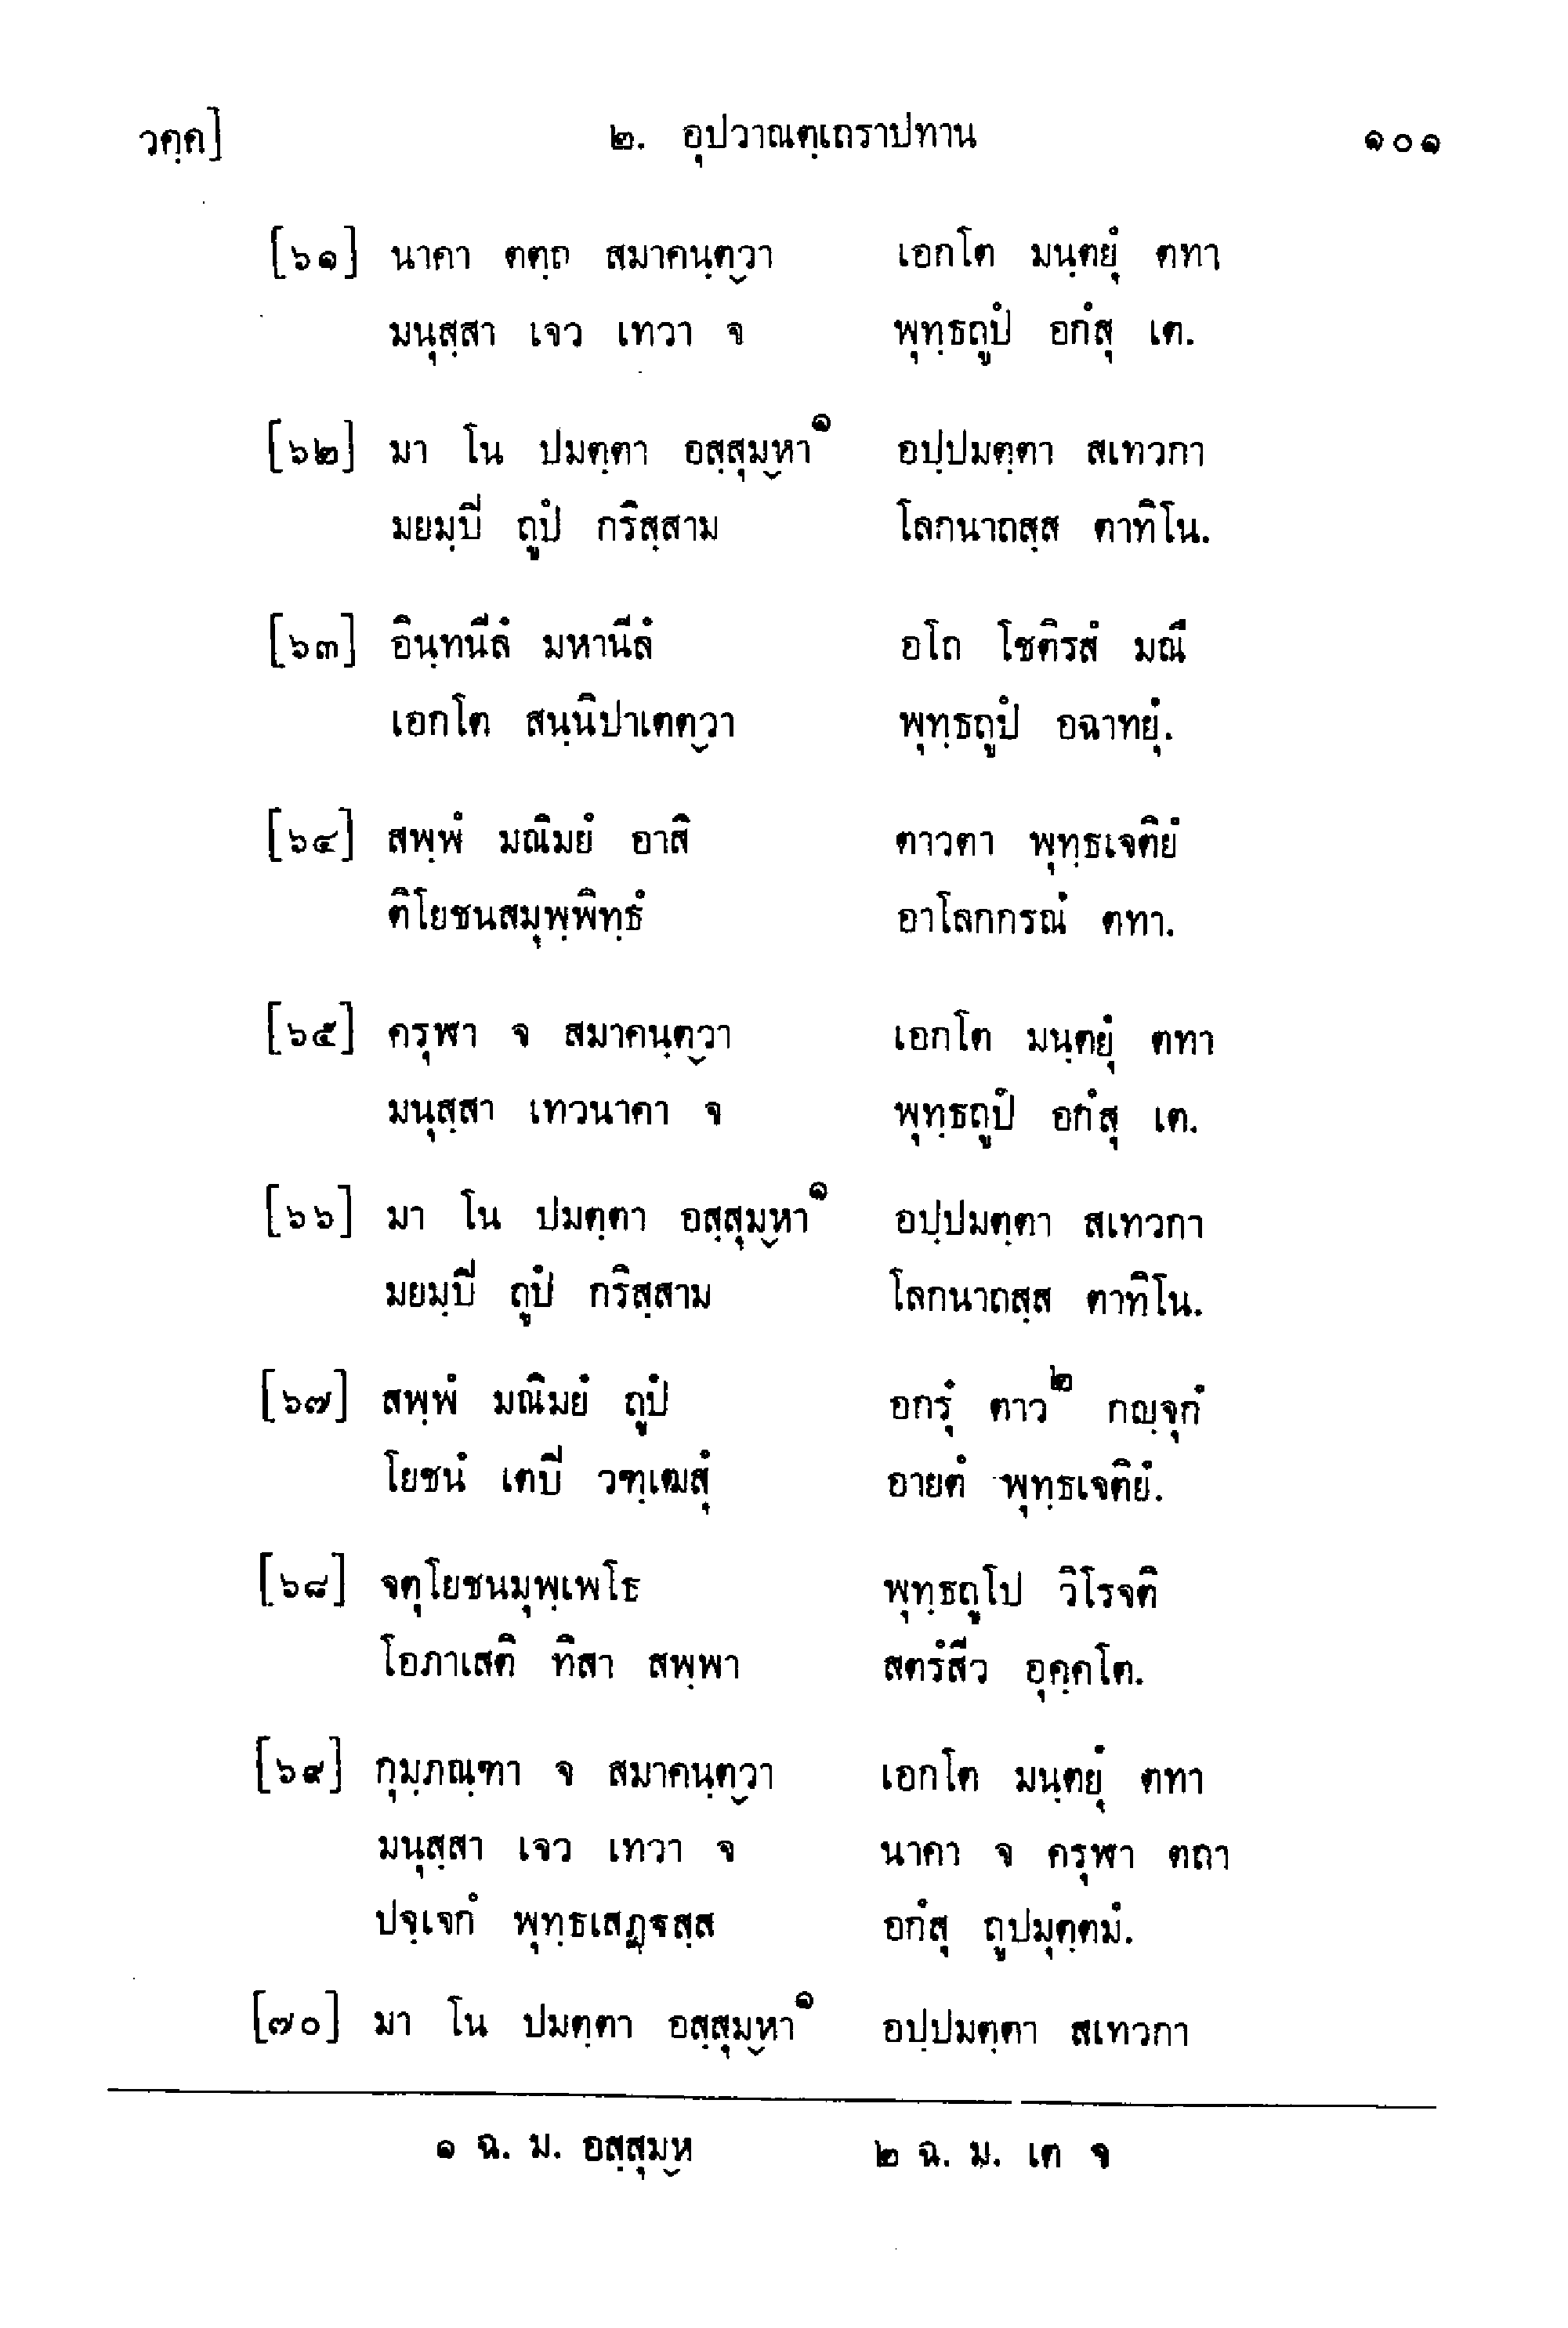 วคฺค] ๒. อุปวาณตฺเถราปทาน ๑๐๑
[๖๑] นาคา ตตฺถ สมาคนฺตฺวา เอกโต มนฺตยุํ ตทา
มนุสฺสา เจว เทวา จ พุทฺธถูปํ อกํสุ เต.
[๖๒] มา โน ปมตฺตา อสฺสุมฺหา๑ อปฺปมตฺตา สเทวกา
มยมฺปี ถูปํ กริสฺสาม โลกนาถสฺส ตาทิโน.
[๖๓] อินฺทนีลํ มหานีลํ อโถ โชติรสํ มณี
เอกโต สนฺนิปาเตตฺวา พุทฺธถูปํ อฉาทยุํ.
[๖๔] สพฺพํ มณิมยํ อาสิ ตาวตา พุทฺธเจติยํ
ติโยชนสมุพฺพิทฺธํ อาโลกกรณํ ตทา.
[๖๕] ครุฬา จ สมาคนฺตฺวา เอกโต มนฺตยุํ ตทา
มนุสฺสา เทวนาคา จ พุทฺธถูปํ อกํสุ เต.
[๖๖] มา โน ปมตฺตา อสฺสุมฺหา๑ อปฺปมตฺตา สเทวกา
มยมฺปี ถูปํ กริสฺสาม โลกนาถสฺส ตาทิโน.
[๖๗] สพฺพํ มณิมยํ ถูปํ อกรุํ ตาว๒ กญฺจุกํ
โยชนํ เตปี วฑฺเฒสุํ อายตํ พุทฺธเจติยํ.
[๖๘] จตุโยชนมุพฺเพโธ พุทฺธถูโป วิโรจติ
โอภาเสติ ทิสา สพฺพา สตรํสีว อุคฺคโต.
[๖๙] กุมฺภณฺฑา จ สมาคนฺตฺวา เอกโต มนฺตยุํ ตทา
มนุสฺสา เจว เทวา จ นาคา จ ครุฬา ตถา
ปจฺเจกํ พุทฺธเสฏฺฐสฺส อกํสุ ถูปมุตฺตมํ.
[๗๐] มา โน ปมตฺตา อสฺสุมฺหา๑ อปฺปมตฺตา สเทวกา
๑ ฉ. ม. อสฺสุมฺห ๒ ฉ. ม. เต จ